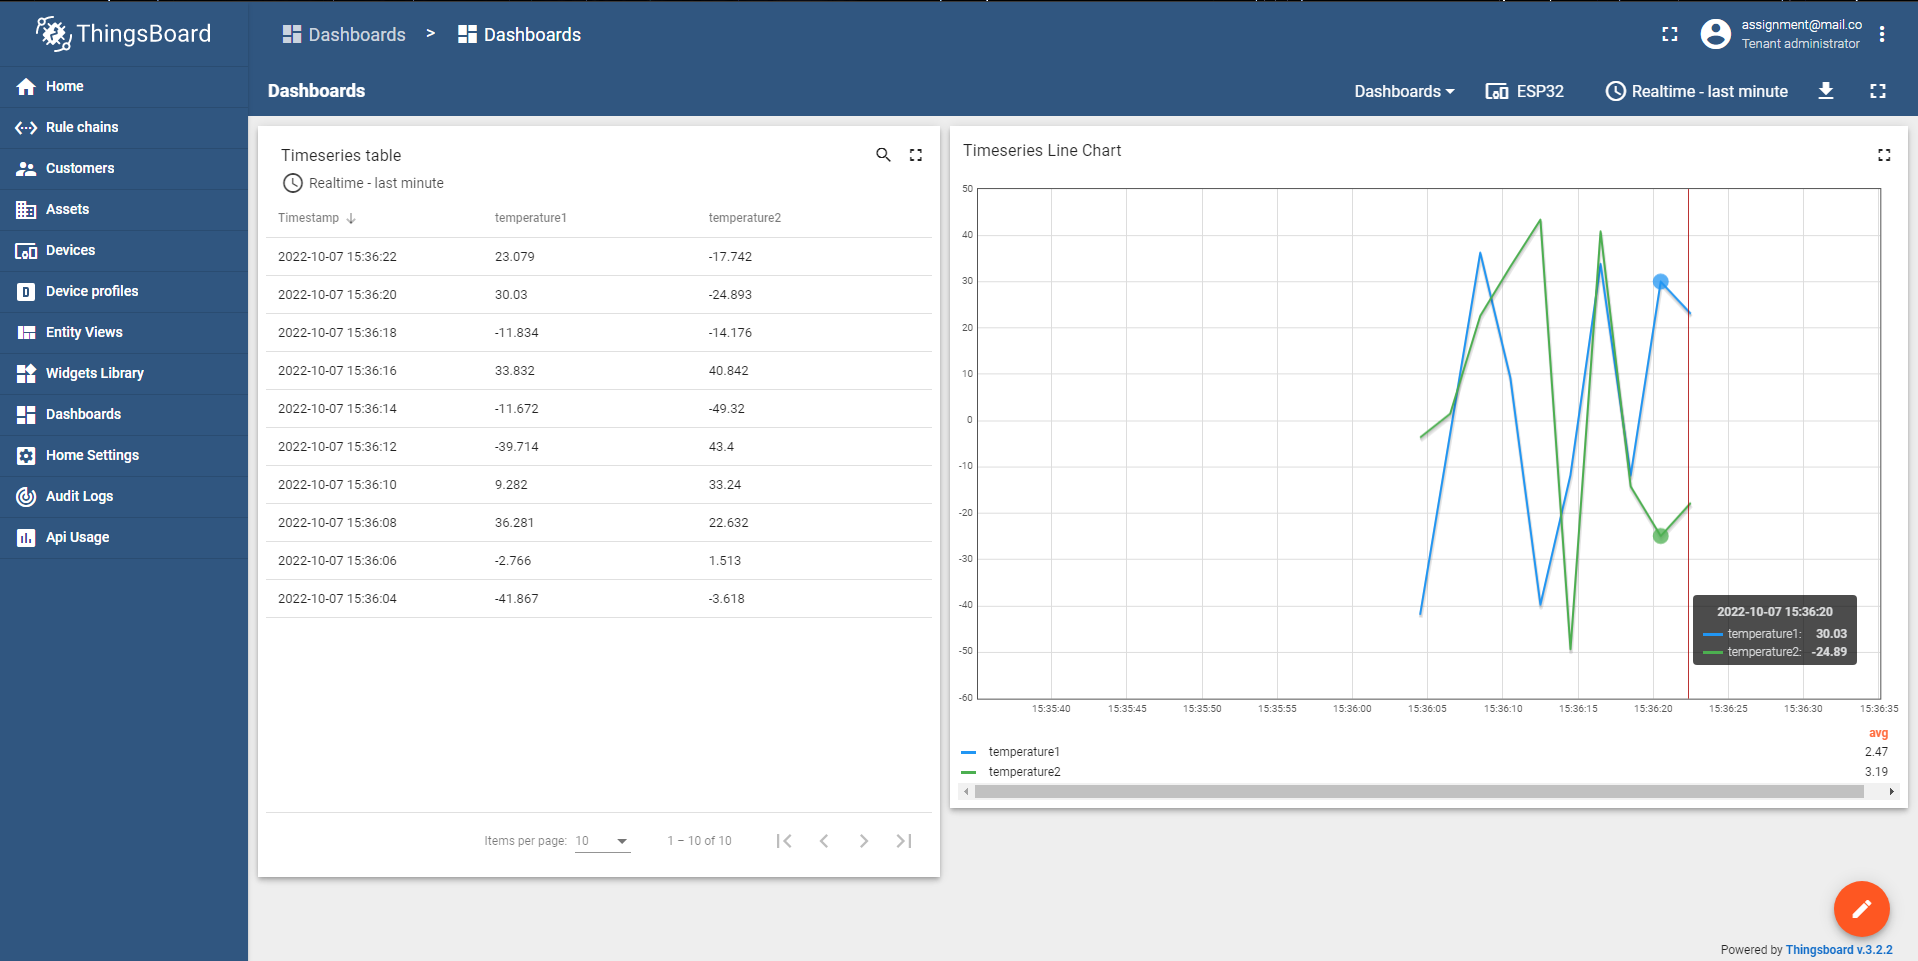 ThingsBoard
Dashboards > Dashboards
assignment@mail.co
Tenant administrator
Home
Rule chains
Customers
Assets
Devices
Device profiles
Entity Views
Widgets Library
Dashboards
Home Settings
Audit Logs
Api Usage
Dashboards
Dashboards ESP32 Realtime - last minute
Timeseries table
Realtime - last minute
Timestamp temperature1 temperature2
2022-10-07 15:36:22 23.079 -17.742
2022-10-07 15:36:20 30.03 -24.893
2022-10-07 15:36:18 -11.834 -14.176
2022-10-07 15:36:16 33.832 40.842
2022-10-07 15:36:14 -11.672 -49.32
2022-10-07 15:36:12 -39.714 43.4
2022-10-07 15:36:10 9.282 33.24
2022-10-07 15:36:08 36.281 22.632
2022-10-07 15:36:06 -2.766 1.513
2022-10-07 15:36:04 -41.867 -3.618
Items per page: 10 1 – 10 of 10
Timeseries Line Chart
50
40
30
20
10
0
-10
-20
-30
-40
-50
-60
15:35:40 15:35:45 15:35:50 15:35:55 15:36:00 15:36:05 15:36:10 15:36:15 15:36:20 15:36:25 15:36:30 15:36:35
2022-10-07 15:36:20
temperature1: 30.03
temperature2: -24.89
avg
temperature1 2.47
temperature2 3.19
Powered by Thingsboard v.3.2.2